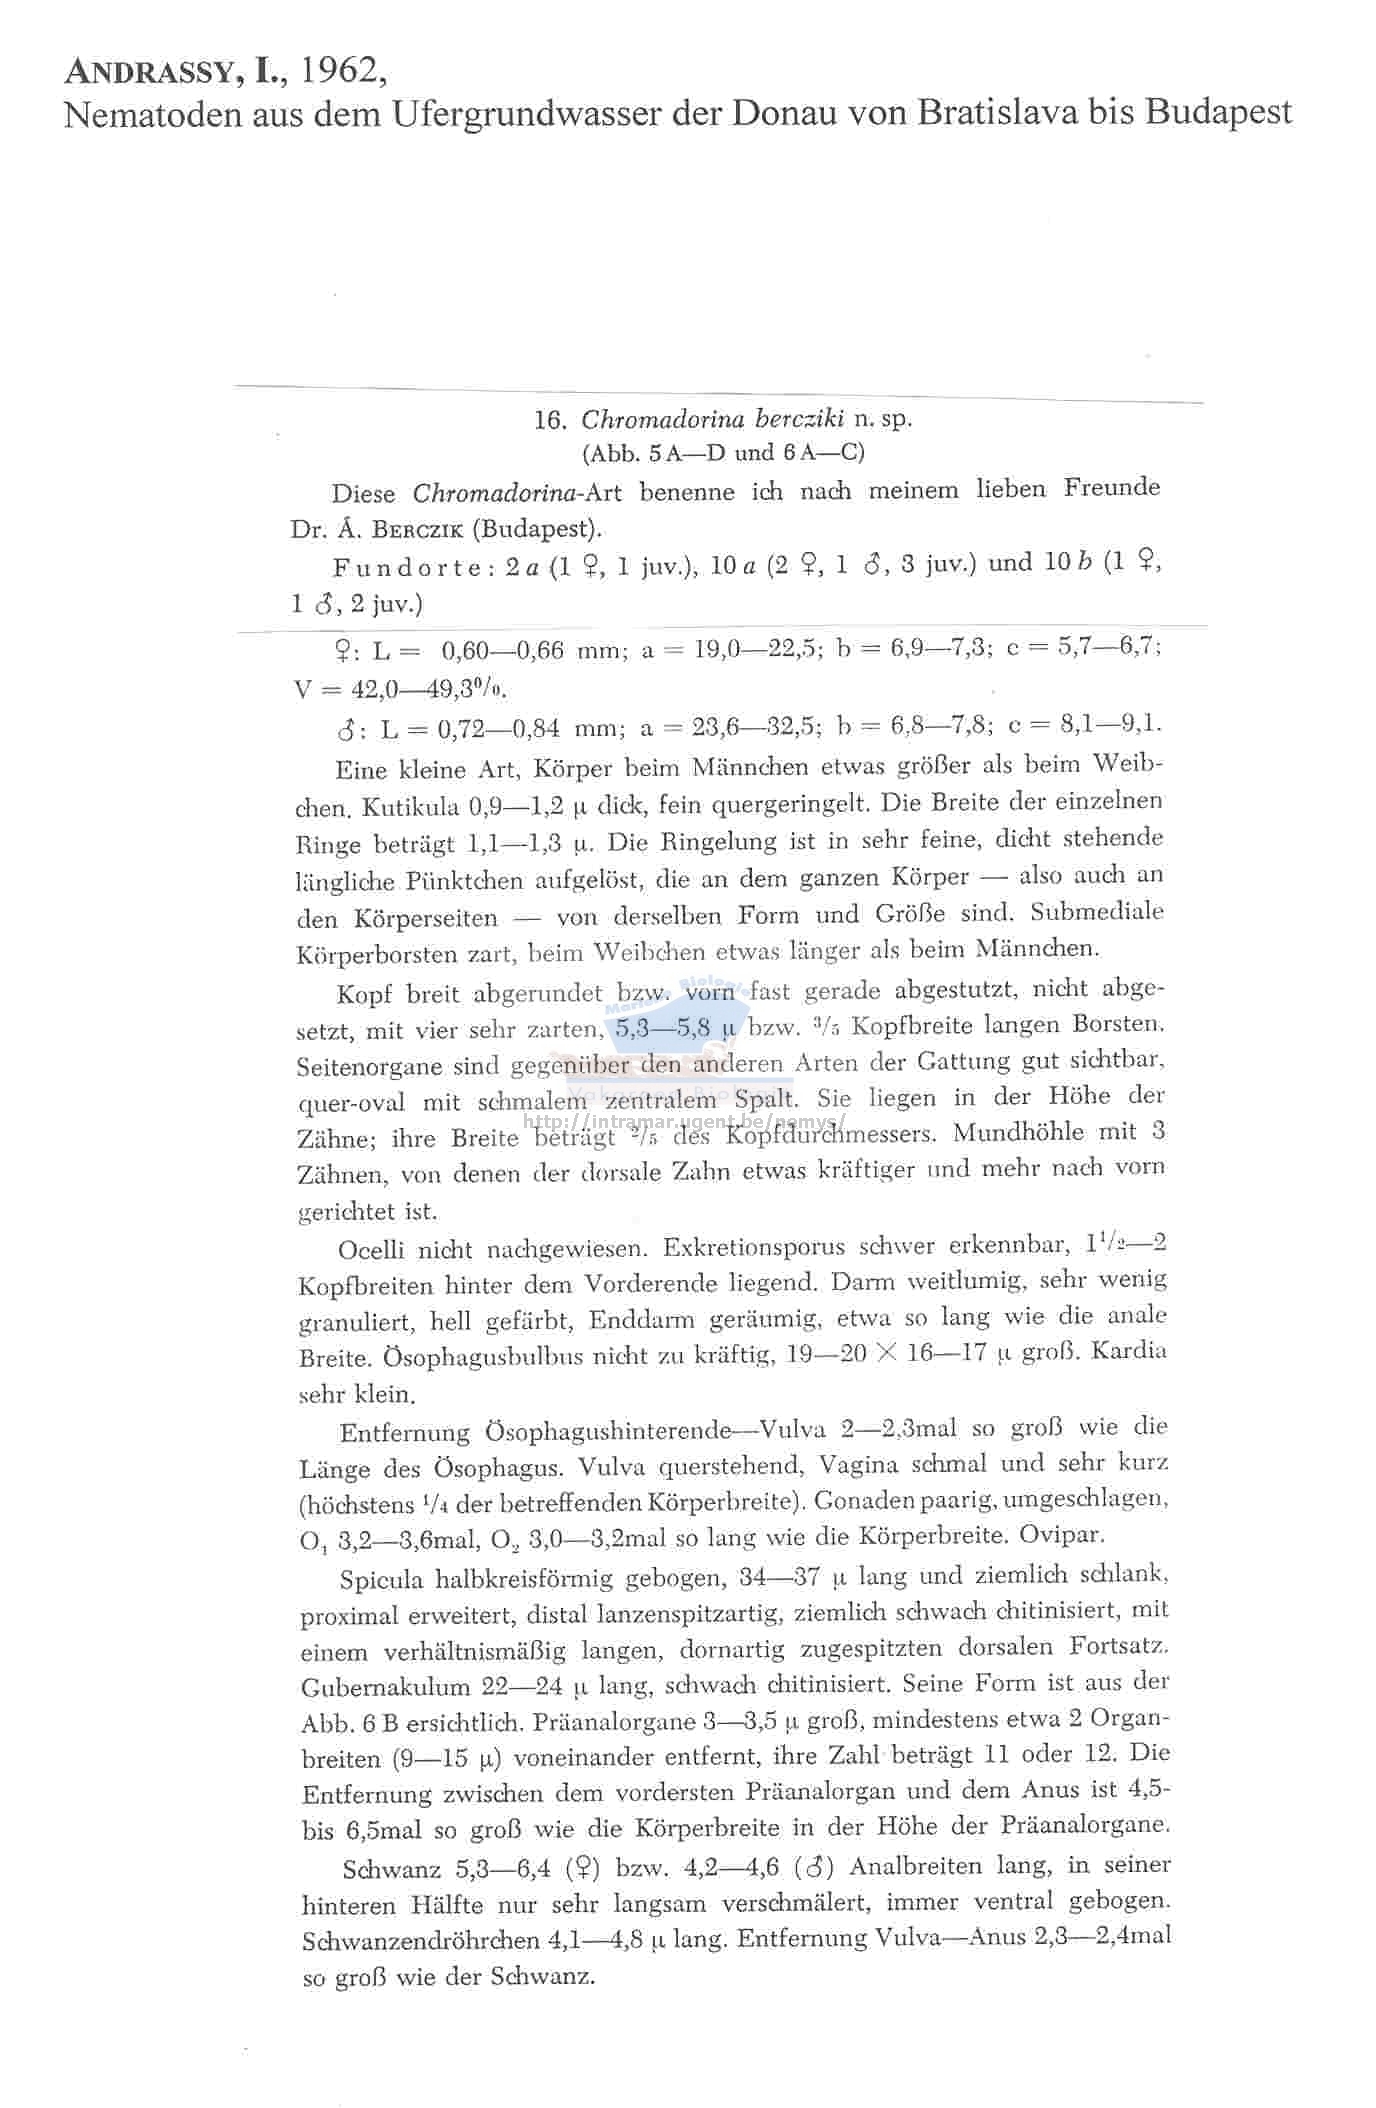 ANDRASSY, I., 1962,
Nematoden aus dem Ufergrundwasser der Donau von Bratislava bis Budapest
16. Chromadorina bercziki n. sp.
(Abb. 5 A—D und 6 A—C)
Diese Chromadorina-Art benenne ich nach meinem lieben Freunde
Dr. Á. BERCZIK (Budapest).
Fundorte: 2 a (1 ♀, 1 juv.), 10 a (2 ♀, 1 ♂, 3 juv.) und 10 b (1 ♀,
1 ♂, 2 juv.)
♀: L = 0,60—0,66 mm; a = 19,0—22,5; b = 6,9—7,3; c = 5,7—6,7;
V = 42,0—49,3%.
♂: L = 0,72—0,84 mm; a = 23,6—32,5; b = 6,8—7,8; c = 8,1—9,1.
Eine kleine Art, Körper beim Männchen etwas größer als beim Weib-
chen. Kutikula 0,9—1,2 µ dick, fein quergeringelt. Die Breite der einzelnen
Ringe beträgt 1,1—1,3 µ. Die Ringelung ist in sehr feine, dicht stehende
längliche Pünktchen aufgelöst, die an dem ganzen Körper — also auch an
den Körperseiten — von derselben Form und Größe sind. Submediale
Körperborsten zart, beim Weibchen etwas länger als beim Männchen.
Kopf breit abgerundet bzw. vorn fast gerade abgestutzt, nicht abge-
setzt, mit vier sehr zarten, 5,3—5,8 µ bzw. 3/5 Kopfbreite langen Borsten.
Seitenorgane sind gegenüber den anderen Arten der Gattung gut sichtbar,
quer-oval mit schmalem zentralem Spalt. Sie liegen in der Höhe der
Zähne; ihre Breite beträgt 2/5 des Kopfdurchmessers. Mundhöhle mit 3
Zähnen, von denen der dorsale Zahn etwas kräftiger und mehr nach vorn
gerichtet ist.
Ocelli nicht nachgewiesen. Exkretionsporus schwer erkennbar, 1 1/2—2
Kopfbreiten hinter dem Vorderende liegend. Darm weitlumig, sehr wenig
granuliert, hell gefärbt, Enddarm geräumig, etwa so lang wie die anale
Breite. Ösophagusbulbus nicht zu kräftig, 19—20 × 16—17 µ groß. Kardia
sehr klein.
Entfernung Ösophagushinterende—Vulva 2—2,3mal so groß wie die
Länge des Ösophagus. Vulva querstehend, Vagina schmal und sehr kurz
(höchstens 1/4 der betreffenden Körperbreite). Gonaden paarig, umgeschlagen,
O₁ 3,2—3,6mal, O₂ 3,0—3,2mal so lang wie die Körperbreite. Ovipar.
Spicula halbkreisförmig gebogen, 34—37 µ lang und ziemlich schlank,
proximal erweitert, distal lanzenspitzartig, ziemlich schwach chitinisiert, mit
einem verhältnismäßig langen, dornartig zugespitzten dorsalen Fortsatz.
Gubernakulum 22—24 µ lang, schwach chitinisiert. Seine Form ist aus der
Abb. 6 B ersichtlich. Präanalorgane 3—3,5 µ groß, mindestens etwa 2 Organ-
breiten (9—15 µ) voneinander entfernt, ihre Zahl beträgt 11 oder 12. Die
Entfernung zwischen dem vordersten Präanalorgan und dem Anus ist 4,5-
bis 6,5mal so groß wie die Körperbreite in der Höhe der Präanalorgane.
Schwanz 5,3—6,4 (♀) bzw. 4,2—4,6 (♂) Analbreiten lang, in seiner
hinteren Hälfte nur sehr langsam verschmälert, immer ventral gebogen.
Schwanzendröhrchen 4,1—4,8 µ lang. Entfernung Vulva—Anus 2,3—2,4mal
so groß wie der Schwanz.
Marine Biologie
http://intramar.ugent.be/nemys/